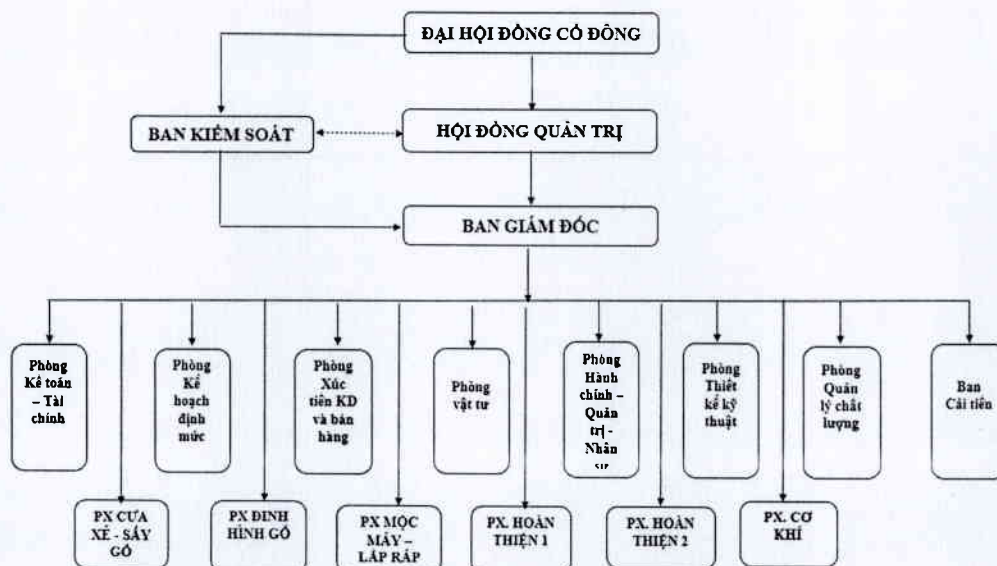 ĐẠI HỘI ĐỒNG CỔ ĐÔNG
BAN KIỂM SOÁT
HỘI ĐỒNG QUẢN TRỊ
BAN GIÁM ĐỐC
Phòng
Kế toán
– Tài
chính
Phòng
Kế
hoạch
định
mức
Phòng
Xúc
tiến KD
và bán
hàng
Phòng
vật tư
Phòng
Hành
chính –
Quản
trị -
Nhân
sự
Phòng
Thiết
kế kỹ
thuật
Phòng
Quản
lý chất
lượng
Ban
Cải tiến
PX CƯA
XẺ - SẤY
GỖ
PX ĐINH
HÌNH GỖ
PX MỘC
MÁY –
LẮP RÁP
PX. HOÀN
THIỆN 1
PX. HOÀN
THIỆN 2
PX. CƠ
KHÍ